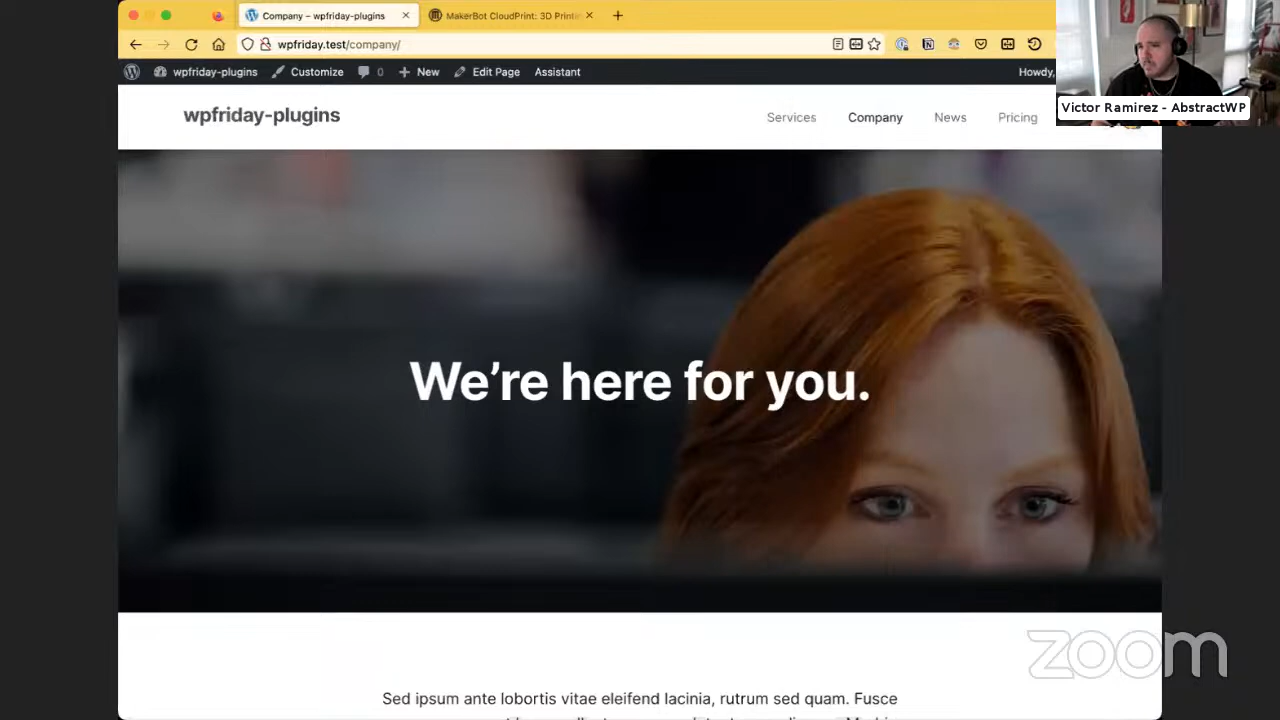 Company – wpfriday-plugins
MakerBot CloudPrint: 3D Printin
wpfriday.test/company/
wpfriday-plugins
Customize
0
New
Edit Page
Assistant
Howdy,
Victor Ramirez - AbstractWP
wpfriday-plugins
Services
Company
News
Pricing
We're here for you.
Sed ipsum ante lobortis vitae eleifend lacinia, rutrum sed quam. Fusce
zoom